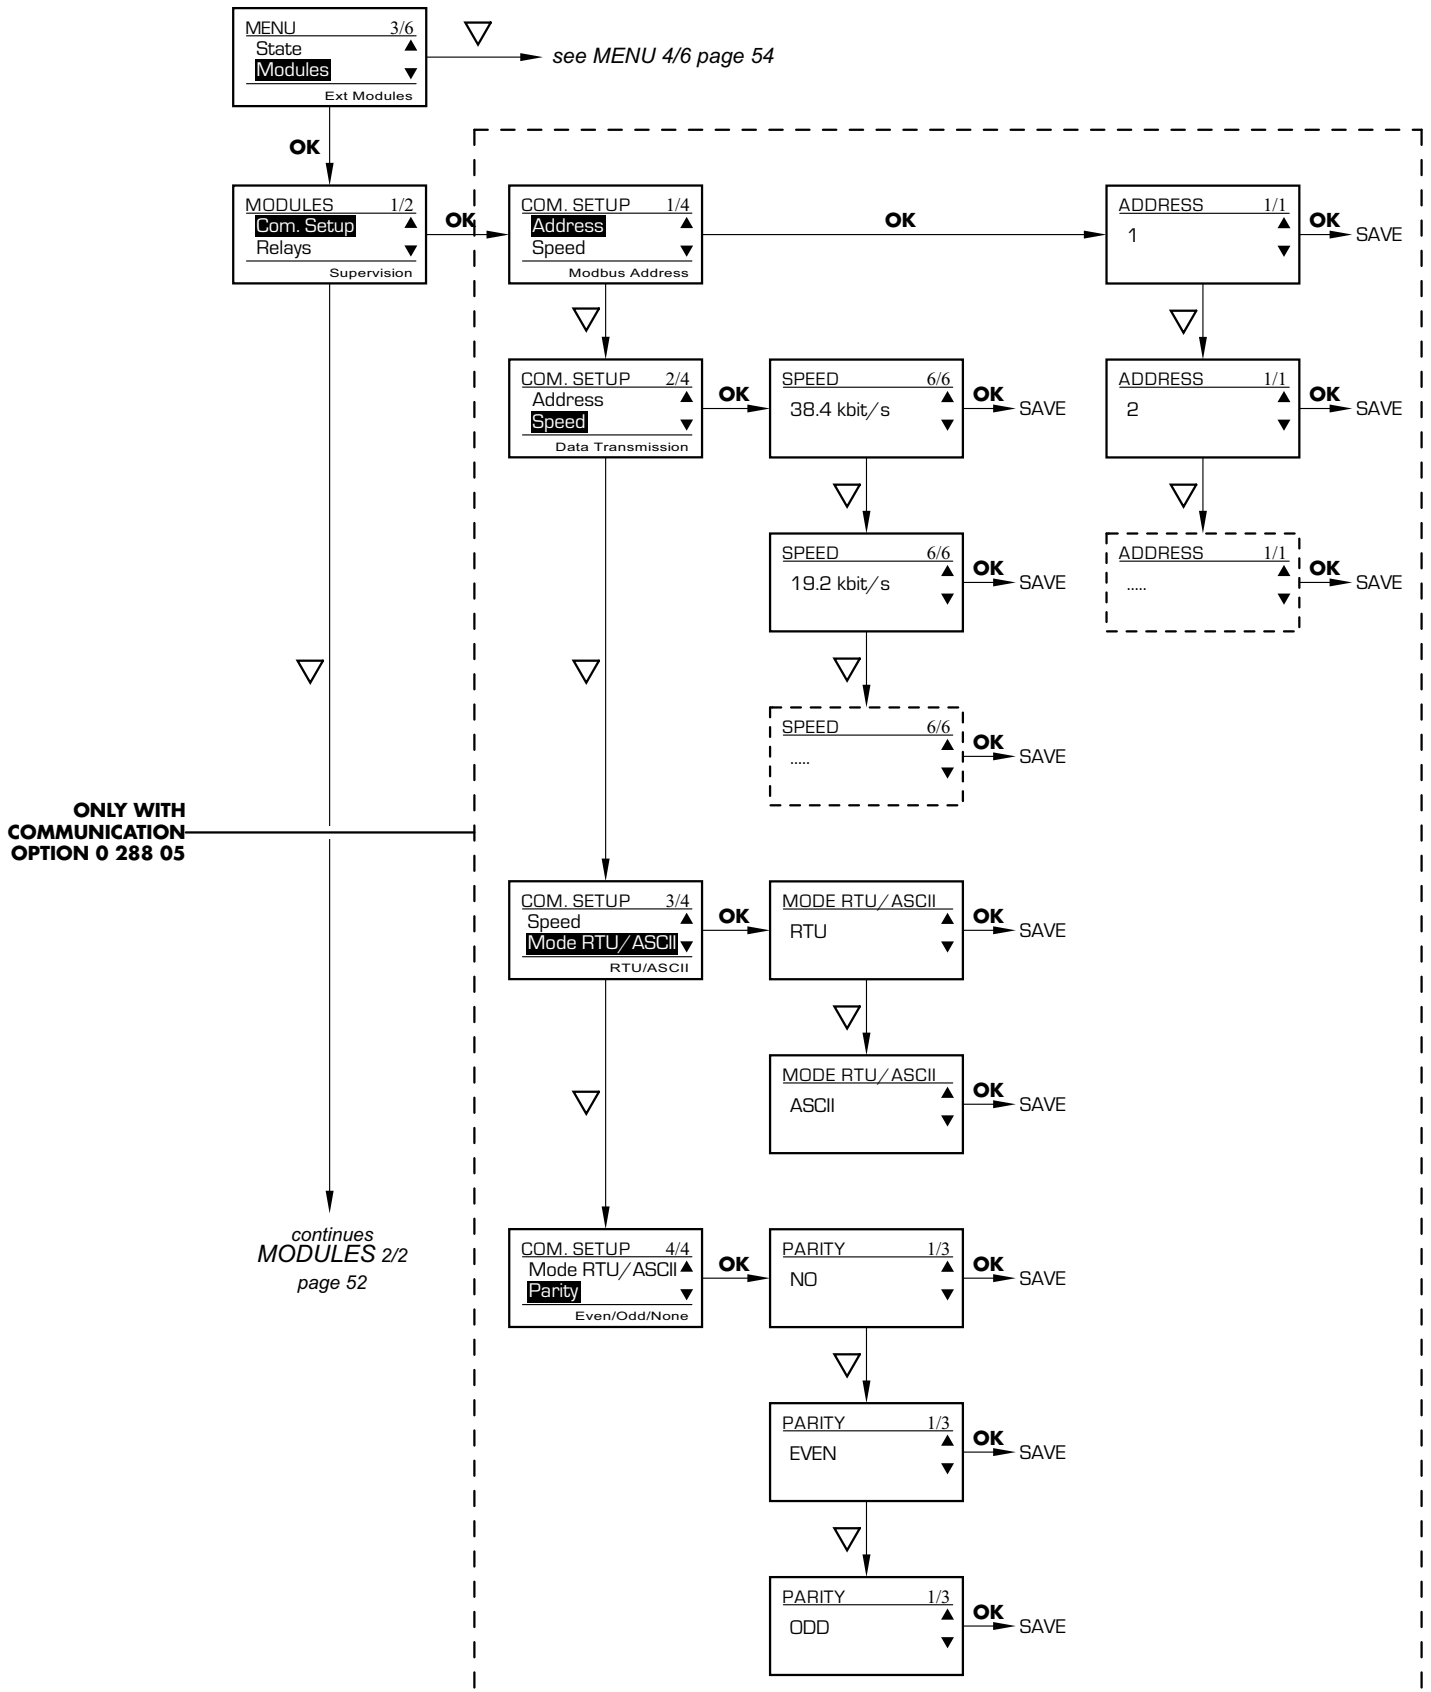 MENU 3/6
State
Modules
Ext Modules
see MENU 4/6 page 54
OK
MODULES 1/2
Com. Setup
Relays
Supervision
OK
COM. SETUP 1/4
Address
Speed
Modbus Address
OK
ADDRESS 1/1
1
OK
SAVE
COM. SETUP 2/4
Address
Speed
Data Transmission
OK
SPEED 6/6
38.4 kbit/s
OK
SAVE
ADDRESS 1/1
2
OK
SAVE
SPEED 6/6
19.2 kbit/s
OK
SAVE
ADDRESS 1/1
.....
OK
SAVE
SPEED 6/6
.....
OK
SAVE
ONLY WITH
COMMUNICATION
OPTION 0 288 05
COM. SETUP 3/4
Speed
Mode RTU/ASCII
RTU/ASCII
OK
MODE RTU/ASCII
RTU
OK
SAVE
MODE RTU/ASCII
ASCII
OK
SAVE
continues
MODULES 2/2
page 52
COM. SETUP 4/4
Mode RTU/ASCII
Parity
Even/Odd/None
OK
PARITY 1/3
NO
OK
SAVE
PARITY 1/3
EVEN
OK
SAVE
PARITY 1/3
ODD
OK
SAVE